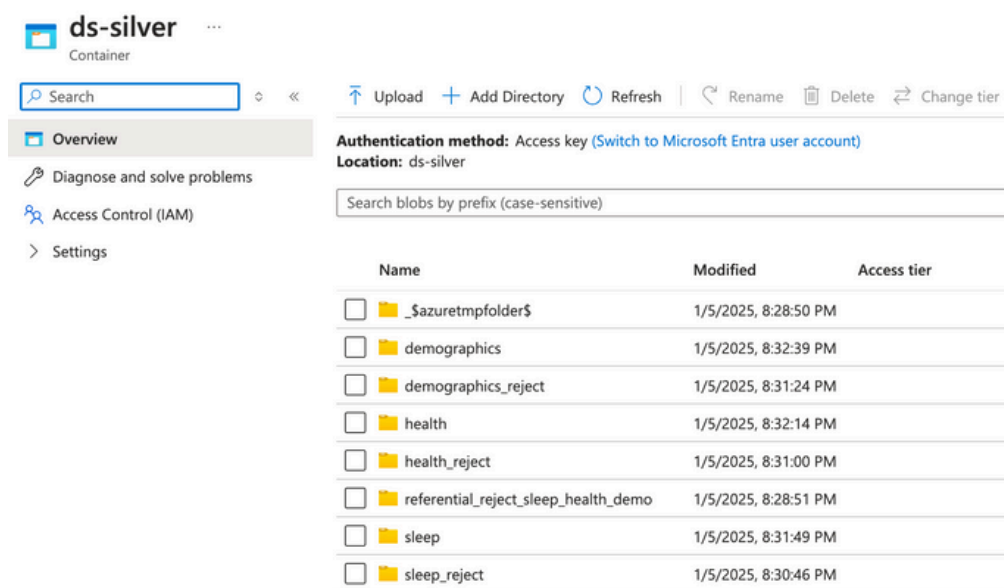 ds-silver ...
Container
Search
Upload Add Directory Refresh Rename Delete Change tier
Overview
Diagnose and solve problems
Access Control (IAM)
Settings
Authentication method: Access key (Switch to Microsoft Entra user account)
Location: ds-silver
Search blobs by prefix (case-sensitive)
Name Modified Access tier
_$azuretmpfolder$ 1/5/2025, 8:28:50 PM
demographics 1/5/2025, 8:32:39 PM
demographics_reject 1/5/2025, 8:31:24 PM
health 1/5/2025, 8:32:14 PM
health_reject 1/5/2025, 8:31:00 PM
referential_reject_sleep_health_demo 1/5/2025, 8:28:51 PM
sleep 1/5/2025, 8:31:49 PM
sleep_reject 1/5/2025, 8:30:46 PM